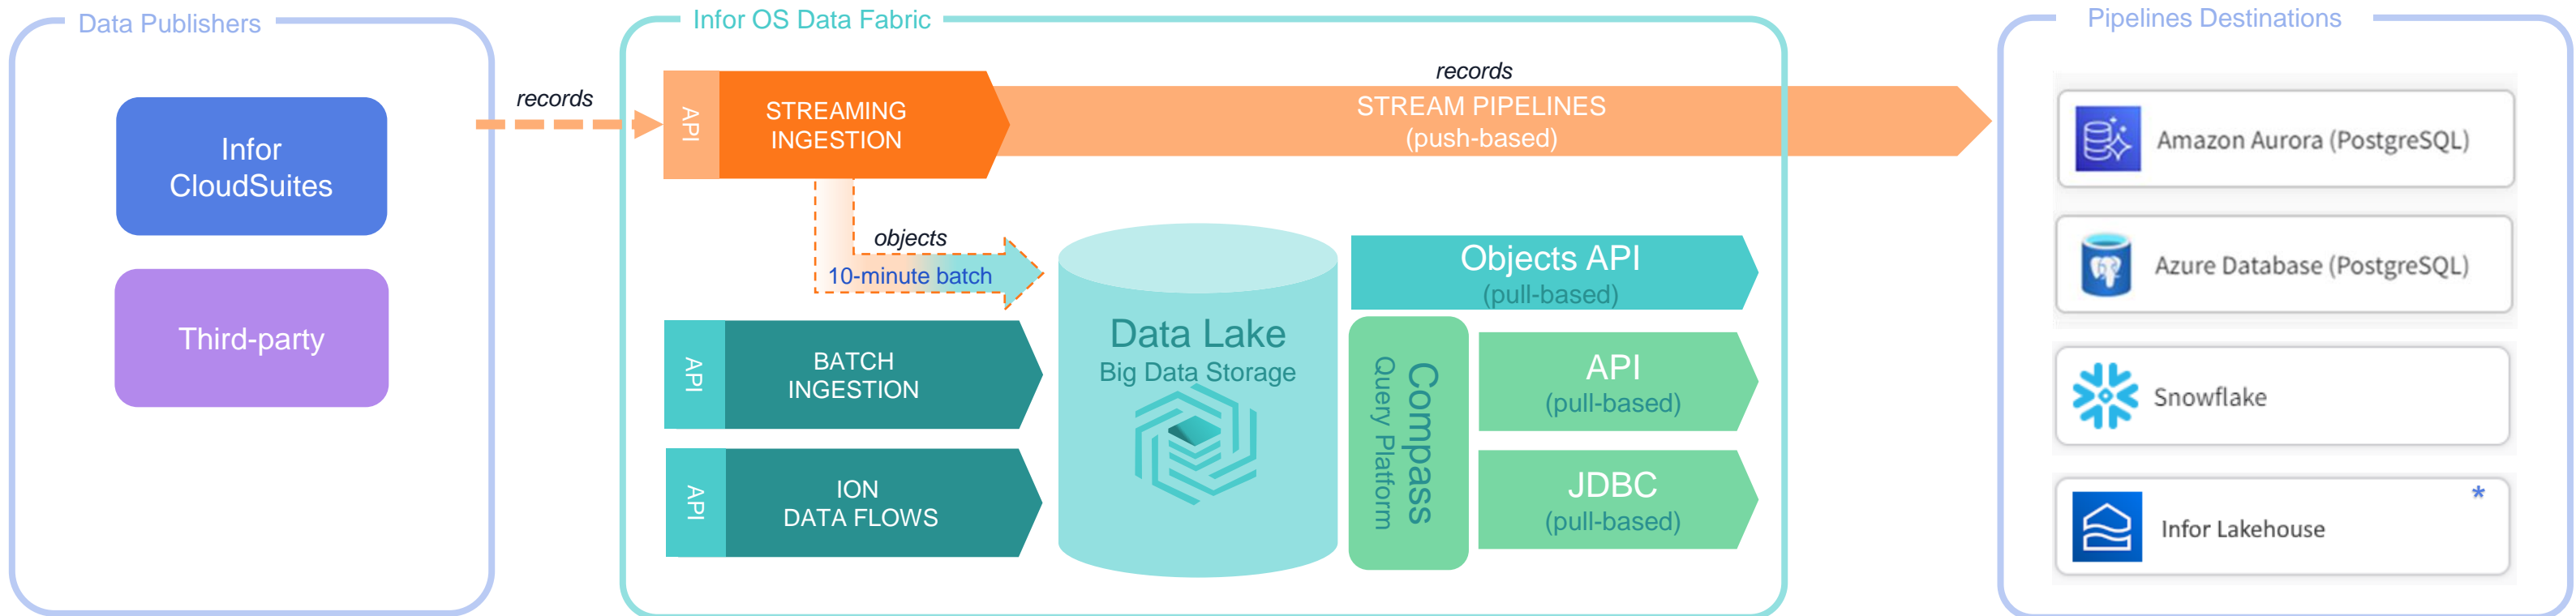 Data Publishers
Infor
CloudSuites
Third-party
records
Infor OS Data Fabric
API
STREAMING
INGESTION
records
STREAM PIPELINES
(push-based)
objects
10-minute batch
API
BATCH
INGESTION
API
ION
DATA FLOWS
Data Lake
Big Data Storage
Objects API
(pull-based)
Compass
Query Platform
API
(pull-based)
JDBC
(pull-based)
Pipelines Destinations
Amazon Aurora (PostgreSQL)
Azure Database (PostgreSQL)
Snowflake
Infor Lakehouse *